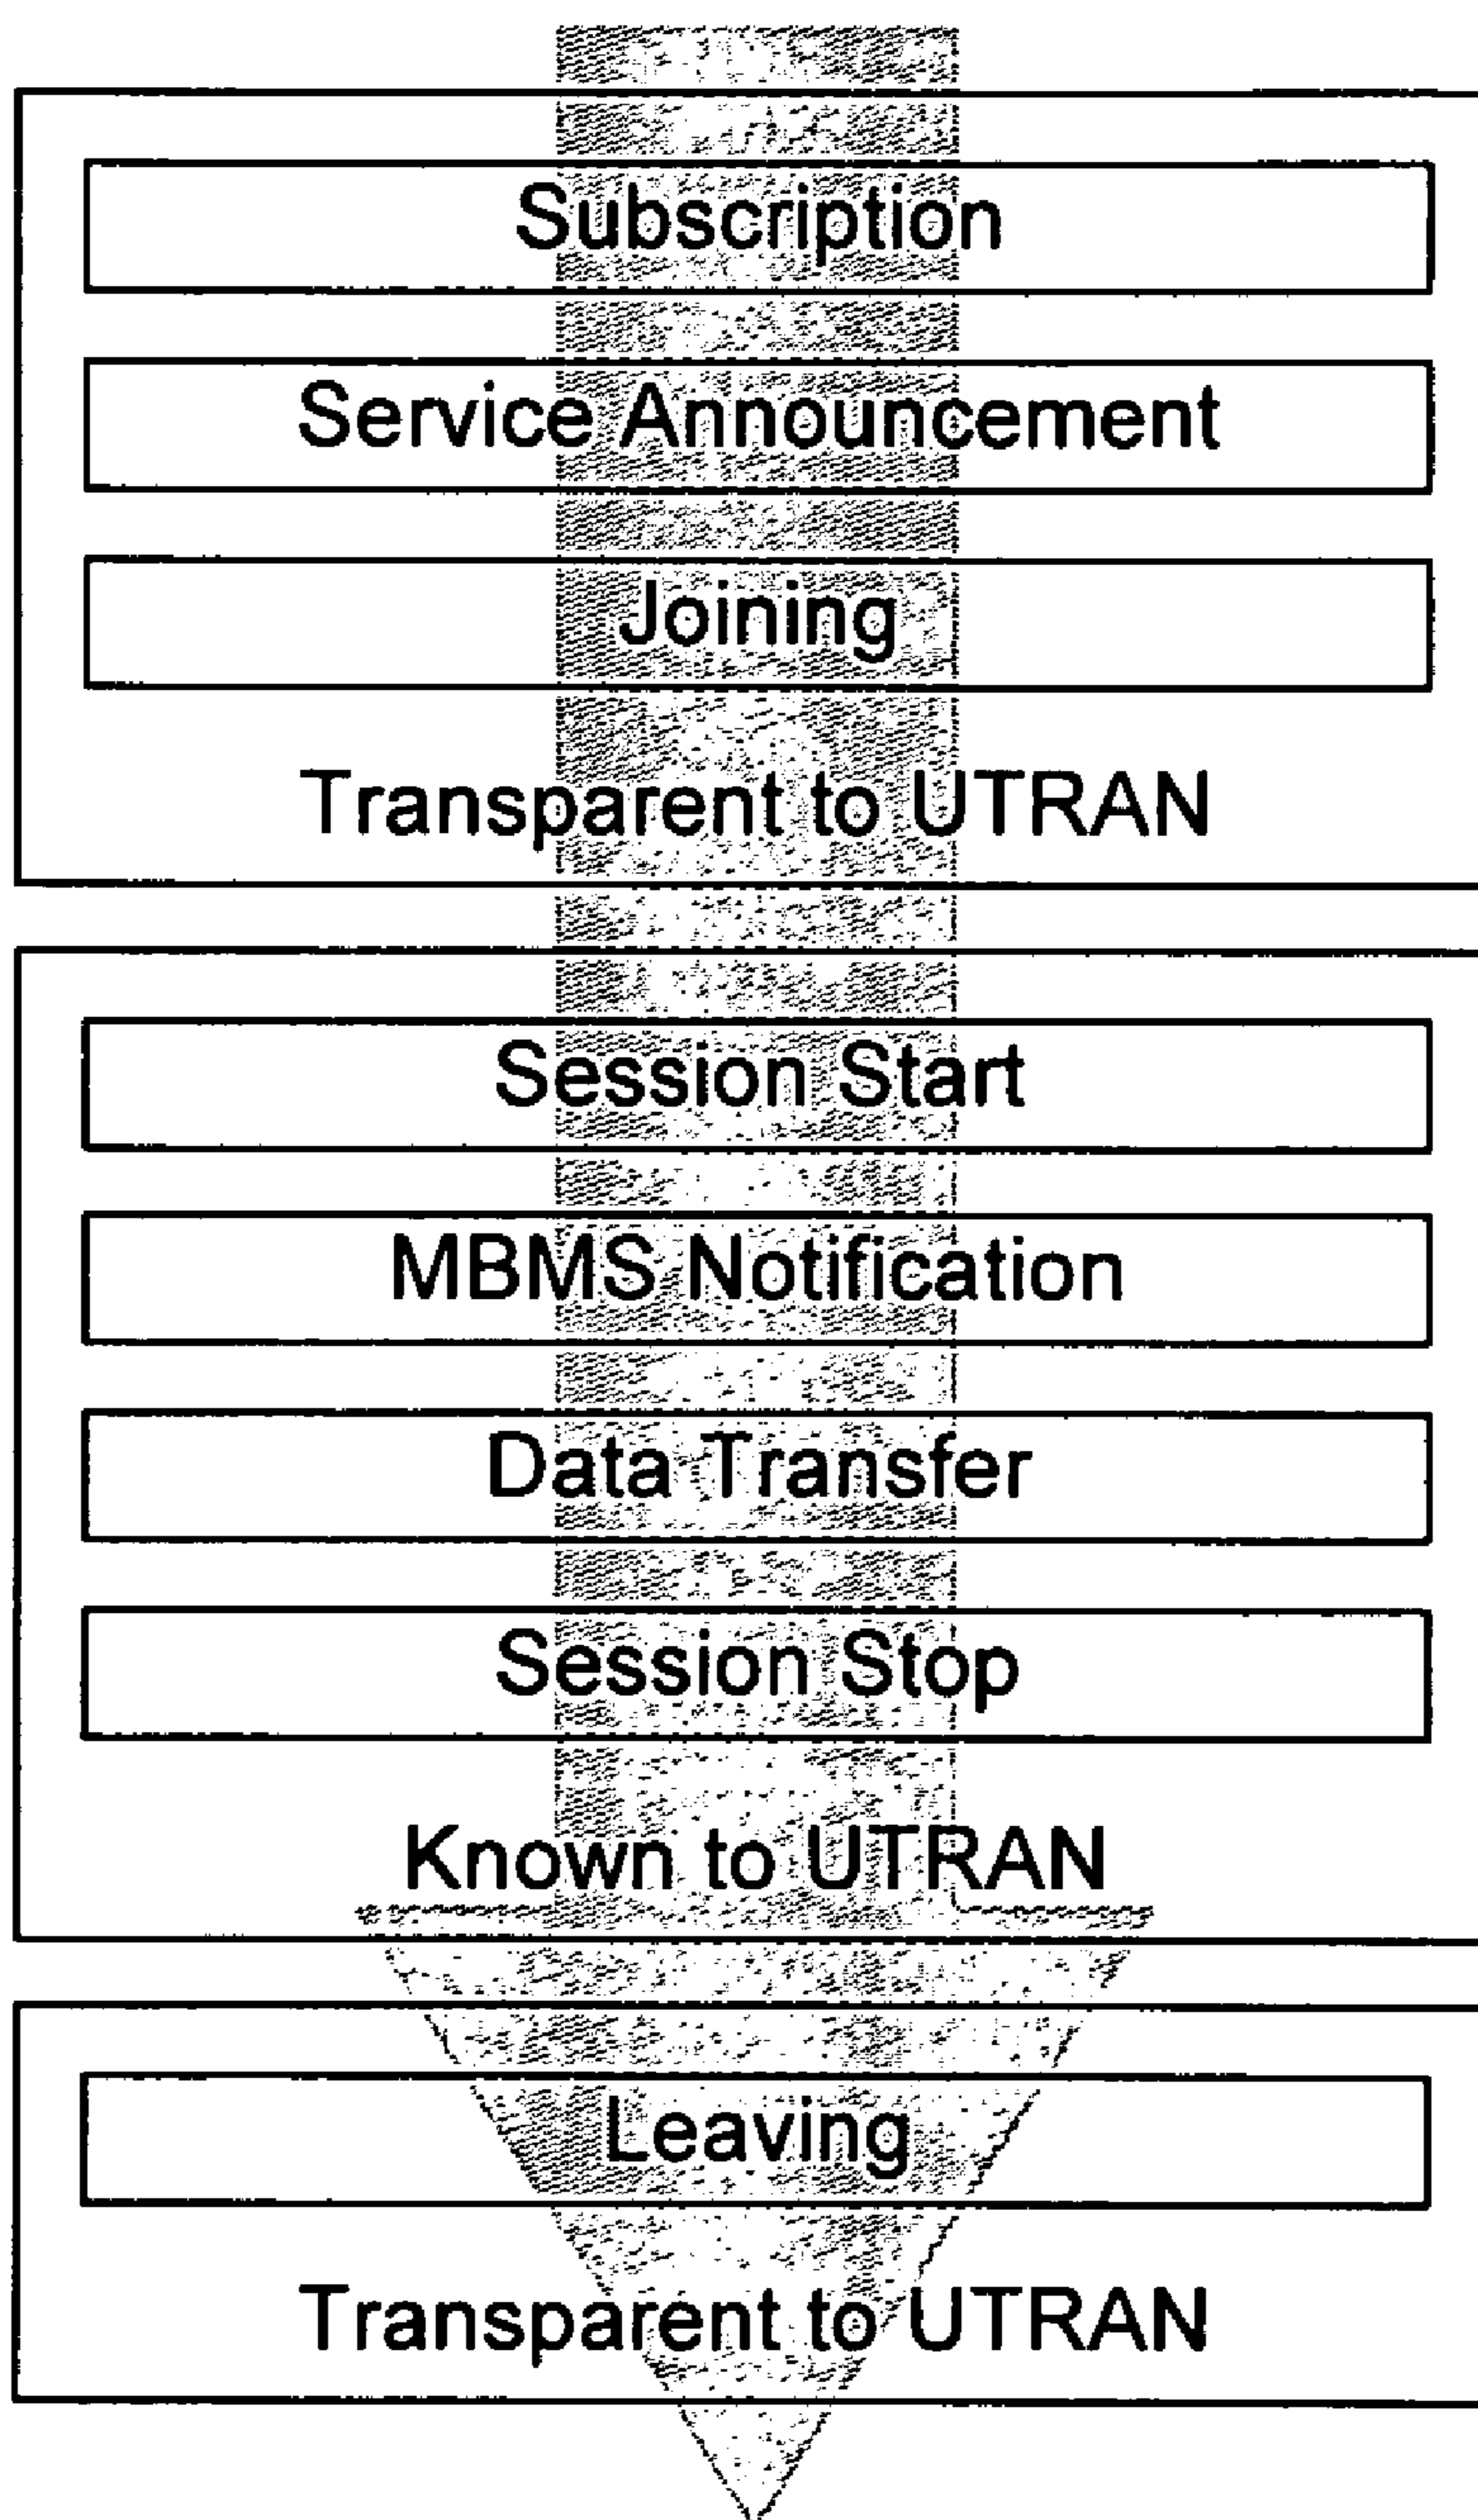 Subscription
Service Announcement
Joining
Transparent to UTRAN
Session Start
MBMS Notification
Data Transfer
Session Stop
Known to UTRAN
Leaving
Transparent to UTRAN